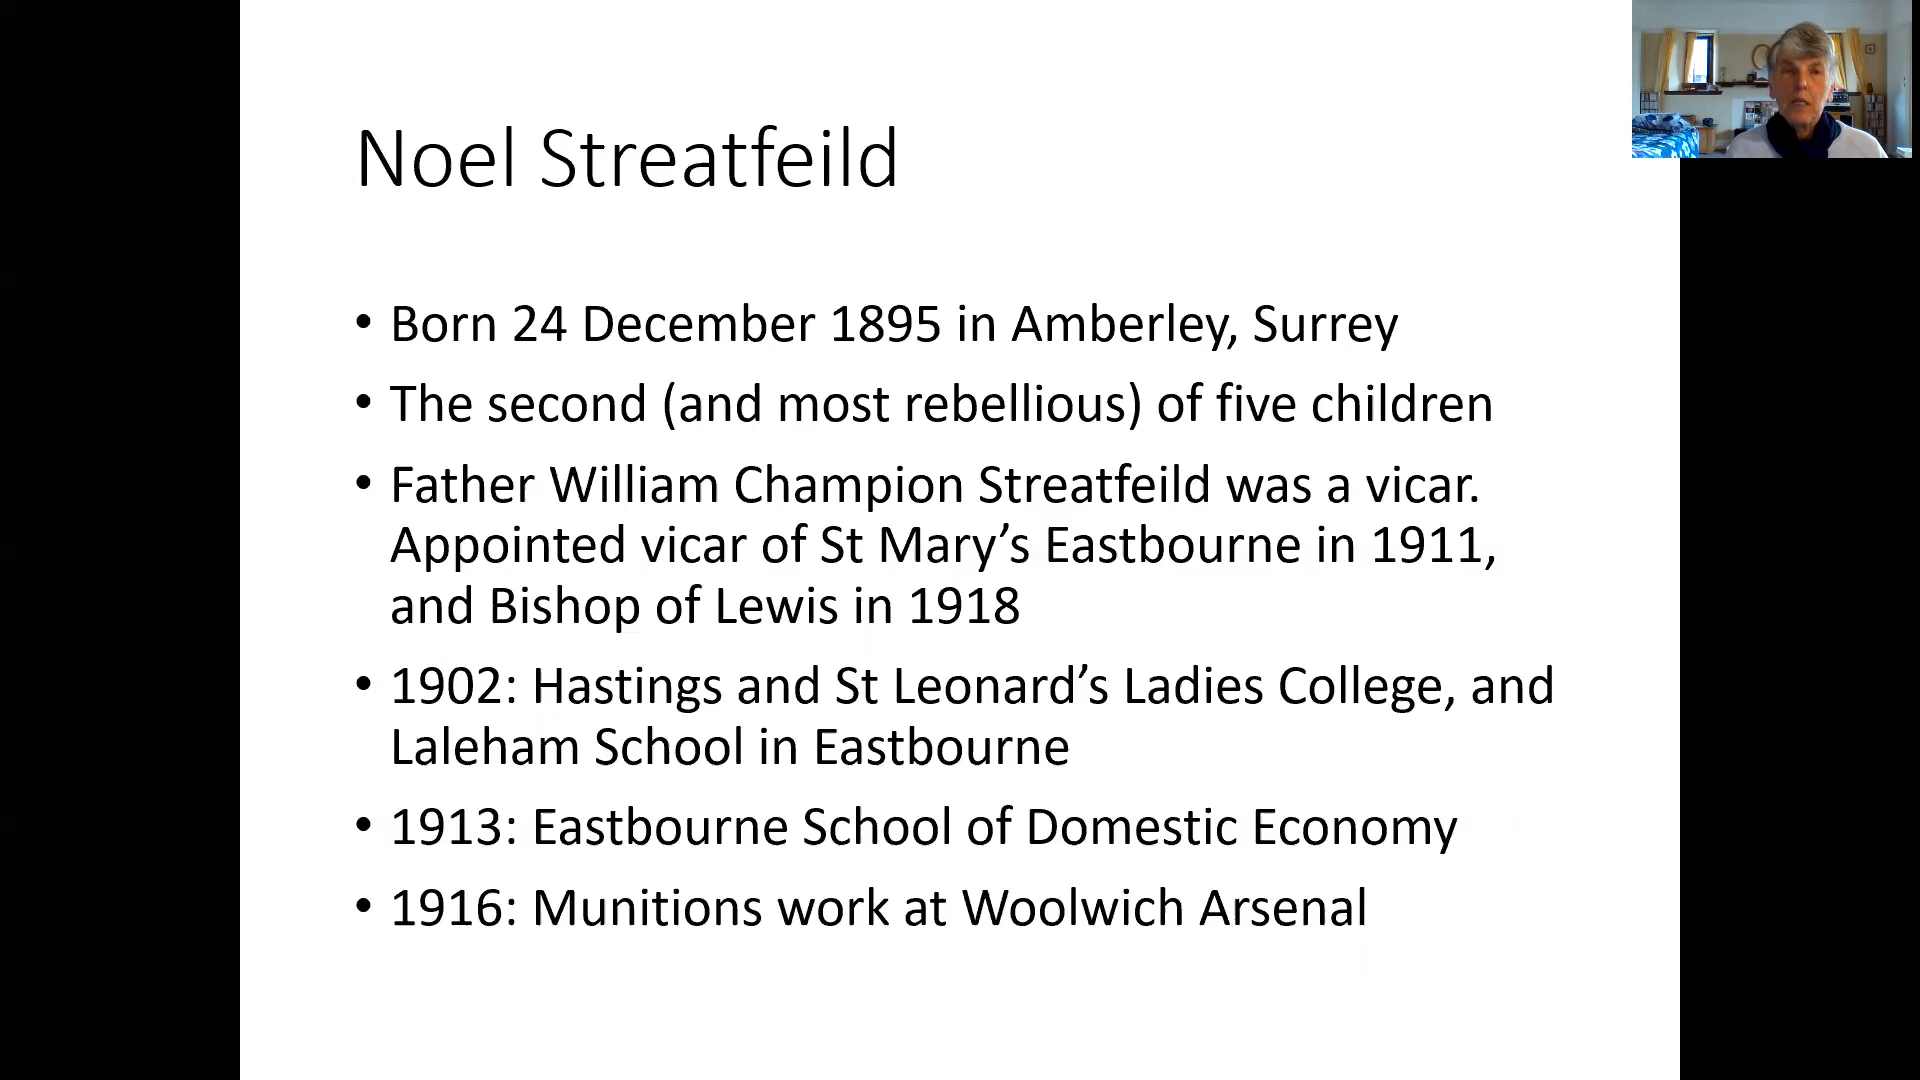 Noel Streatfeild
• Born 24 December 1895 in Amberley, Surrey
• The second (and most rebellious) of five children
• Father William Champion Streatfeild was a vicar.
Appointed vicar of St Mary’s Eastbourne in 1911,
and Bishop of Lewis in 1918
• 1902: Hastings and St Leonard’s Ladies College, and
Laleham School in Eastbourne
• 1913: Eastbourne School of Domestic Economy
• 1916: Munitions work at Woolwich Arsenal